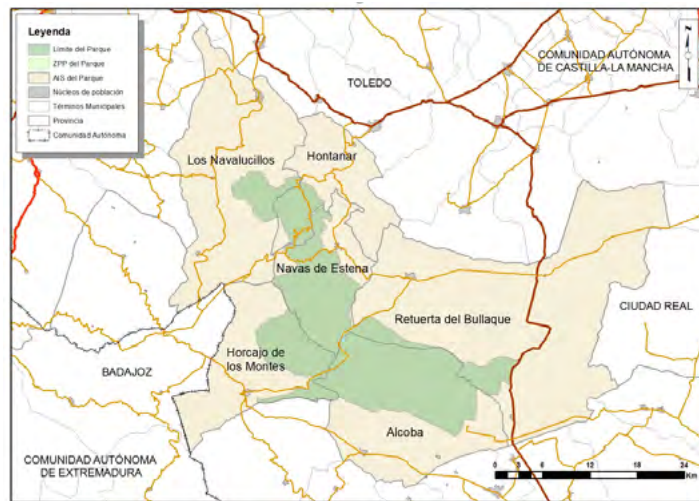 Leyenda
Límite del Parque
ZPP del Parque
AIS del Parque
Núcleos de población
Términos Municipales
Provincia
Comunidad Autónoma
N
TOLEDO
COMUNIDAD AUTÓNOMA
DE CASTILLA-LA MANCHA
Los Navalucillos
Hontanar
Navas de Estena
CIUDAD REAL
Retuerta del Bullaque
Horcajo de
los Montes
BADAJOZ
Alcoba
COMUNIDAD AUTÓNOMA
DE EXTREMADURA
0 3 6 12 18 24
Km